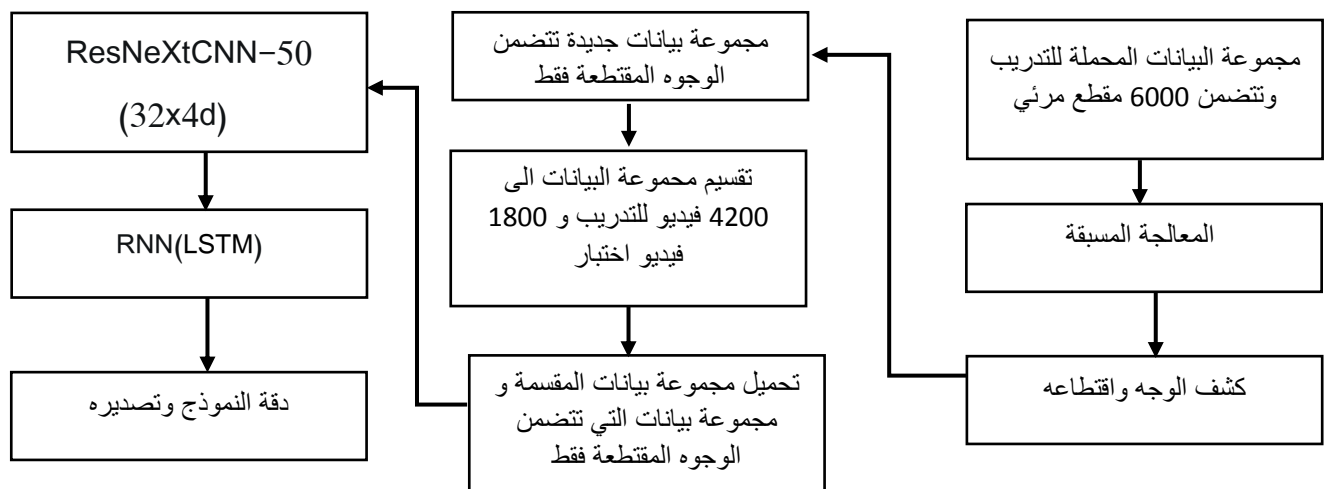 مجموعة البيانات المحملة للتدريب
وتتضمن 6000 مقطع مرئي
المعالجة المسبقة
كشف الوجه واقتطاعه
مجموعة بيانات جديدة تتضمن
الوجوه المقتطعة فقط
تقسيم محموعة البيانات الى
4200 فيديو للتدريب و 1800
فيديو اختبار
تحميل مجموعة بيانات المقسمة و
مجموعة بيانات التي تتضمن
الوجوه المقتطعة فقط
ResNeXtCNN-50
(32x4d)
RNN(LSTM)
دقة النموذج وتصديره